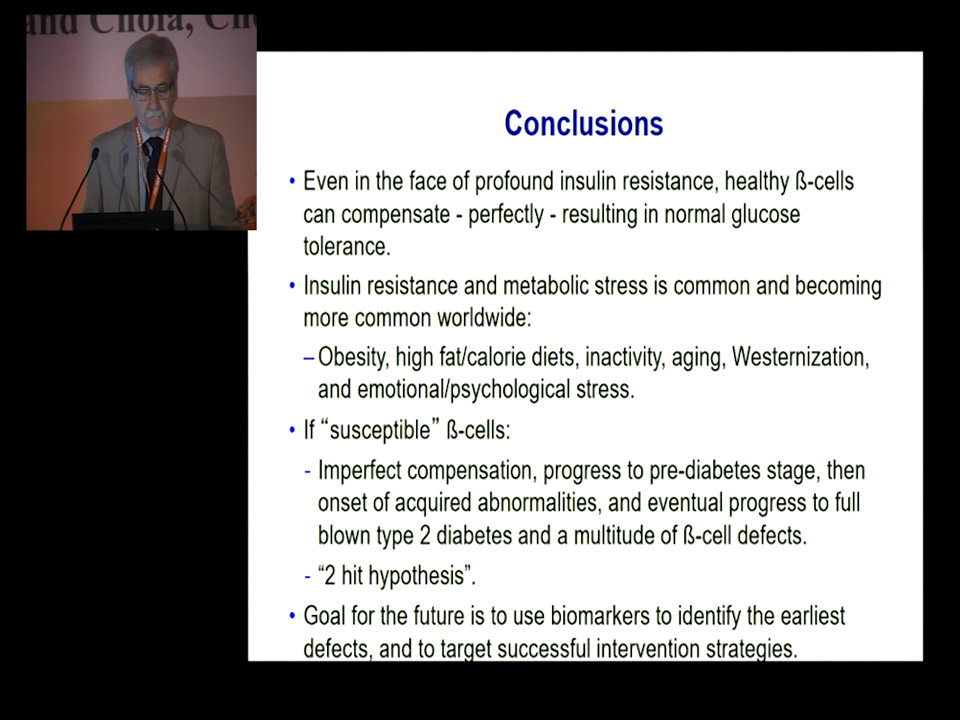 and Chola, Che
Conclusions
• Even in the face of profound insulin resistance, healthy ß-cells
can compensate - perfectly - resulting in normal glucose
tolerance.
• Insulin resistance and metabolic stress is common and becoming
more common worldwide:
– Obesity, high fat/calorie diets, inactivity, aging, Westernization,
and emotional/psychological stress.
• If “susceptible” ß-cells:
- Imperfect compensation, progress to pre-diabetes stage, then
onset of acquired abnormalities, and eventual progress to full
blown type 2 diabetes and a multitude of ß-cell defects.
- “2 hit hypothesis”.
• Goal for the future is to use biomarkers to identify the earliest
defects, and to target successful intervention strategies.